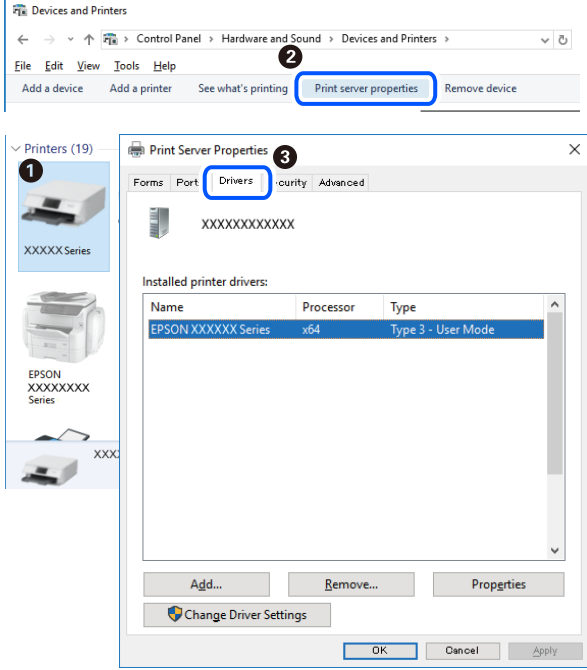 Devices and Printers
Control Panel > Hardware and Sound > Devices and Printers >
File Edit View Tools Help
2
Add a device Add a printer See what's printing Print server properties Remove device
Printers (19)
1
XXXXX Series
EPSON
XXXXXXXX
Series
XXX
Print Server Properties
3
Forms Port Drivers curity Advanced
XXXXXXXXXXXX
Installed printer drivers:
Name Processor Type
EPSON XXXXXX Series x64 Type 3 - User Mode
Add... Remove... Properties
Change Driver Settings
OK Cancel Apply